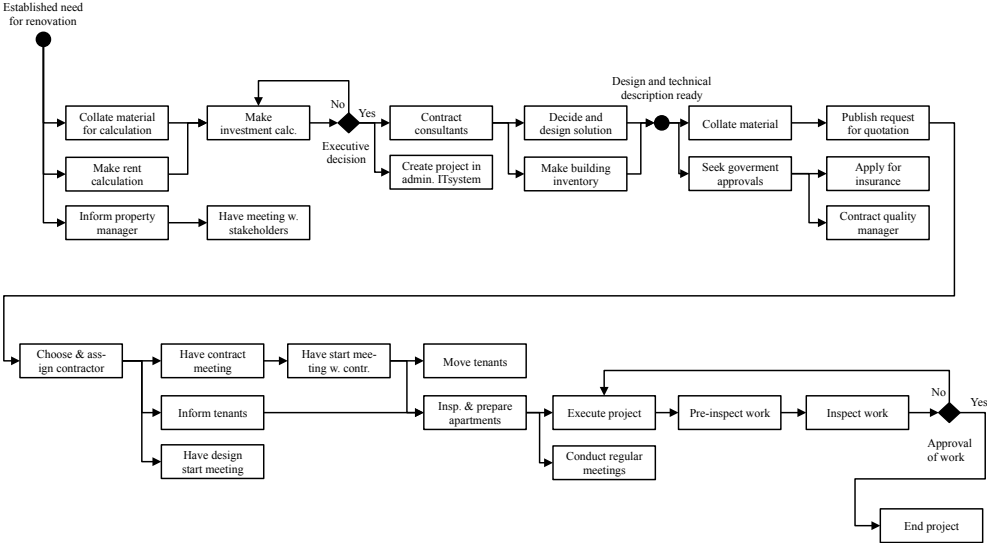 Established need
for renovation
Design and technical
description ready
No
Yes
Executive
decision
Collate material
for calculation
Make
investment calc.
Contract
consultants
Decide and
design solution
Collate material
Publish request
for quotation
Make rent
calculation
Create project in
admin. ITsystem
Make building
inventory
Seek goverment
approvals
Apply for
insurance
Inform property
manager
Have meeting w.
stakeholders
Contract quality
manager
Choose & ass-
ign contractor
Have contract
meeting
Have start mee-
ting w. contr.
Move tenants
Inform tenants
Insp. & prepare
apartments
Execute project
Pre-inspect work
Inspect work
No
Yes
Approval
of work
Have design
start meeting
Conduct regular
meetings
End project